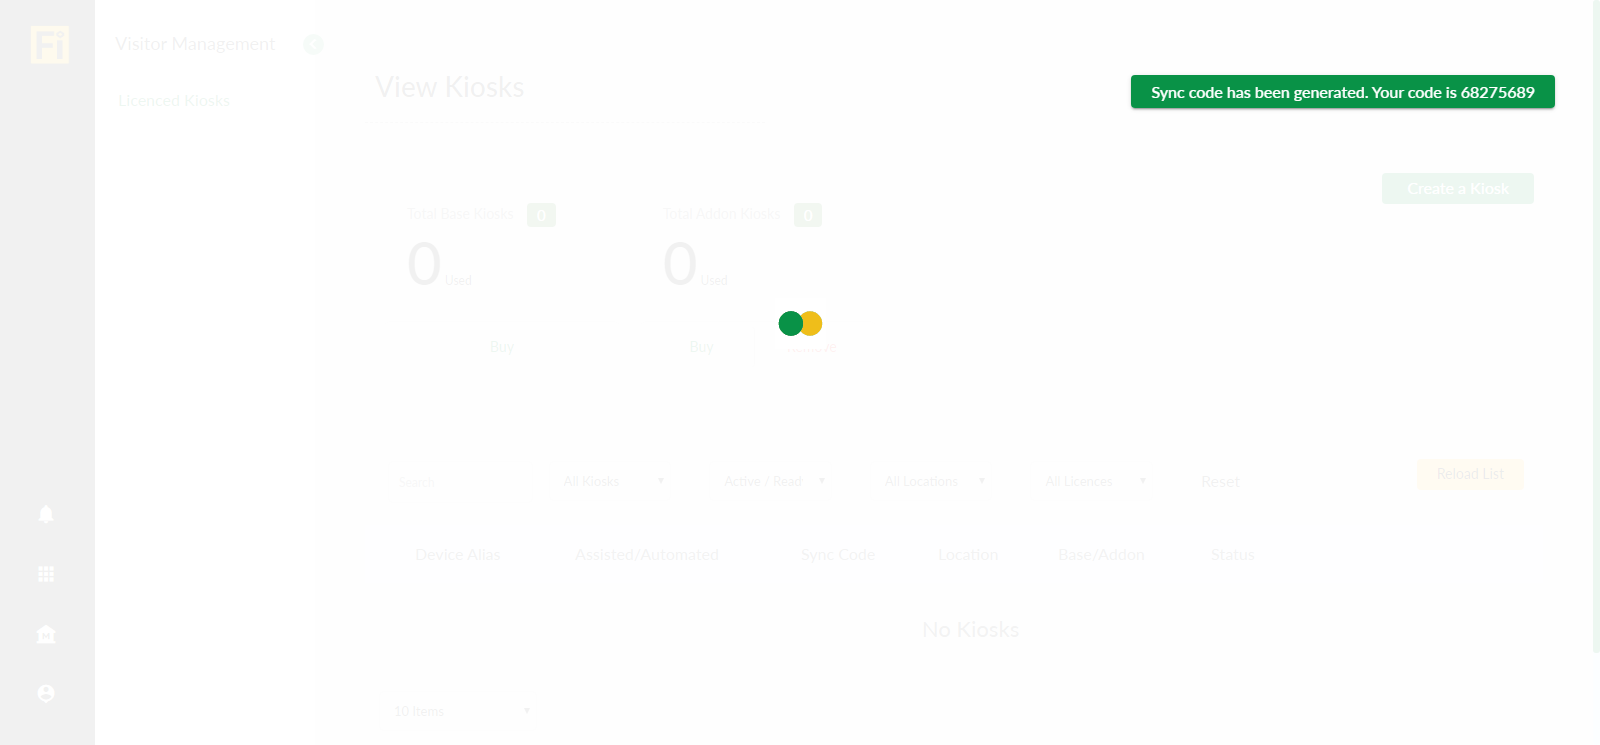 Fi
Visitor Management
Licenced Kiosks
View Kiosks
Sync code has been generated. Your code is 68275689
Create a Kiosk
Total Base Kiosks 0
Total Addon Kiosks 0
0 Used
0 Used
Buy
Buy
Search
All Kiosks
Active / Read
All Locations
All Licences
Reset
Reload List
Device Alias
Assisted/Automated
Sync Code
Location
Base/Addon
Status
No Kiosks
10 Items